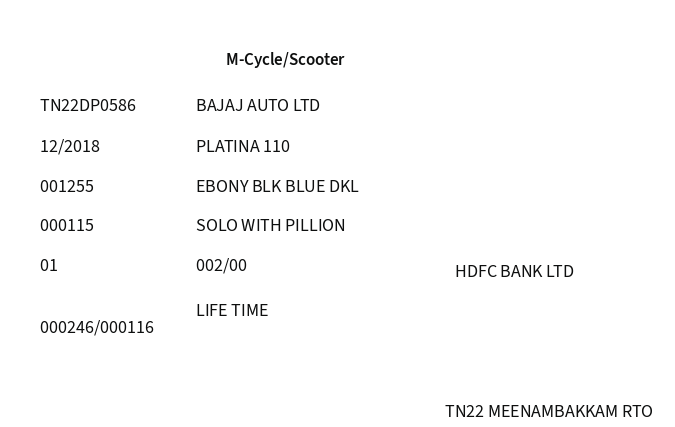 M-Cycle/Scooter
TN22DP0586 BAJAJ AUTO LTD
12/2018 PLATINA 110
001255 EBONY BLK BLUE DKL
000115 SOLO WITH PILLION
01 002/00 HDFC BANK LTD
LIFE TIME
000246/000116
TN22 MEENAMBAKKAM RTO